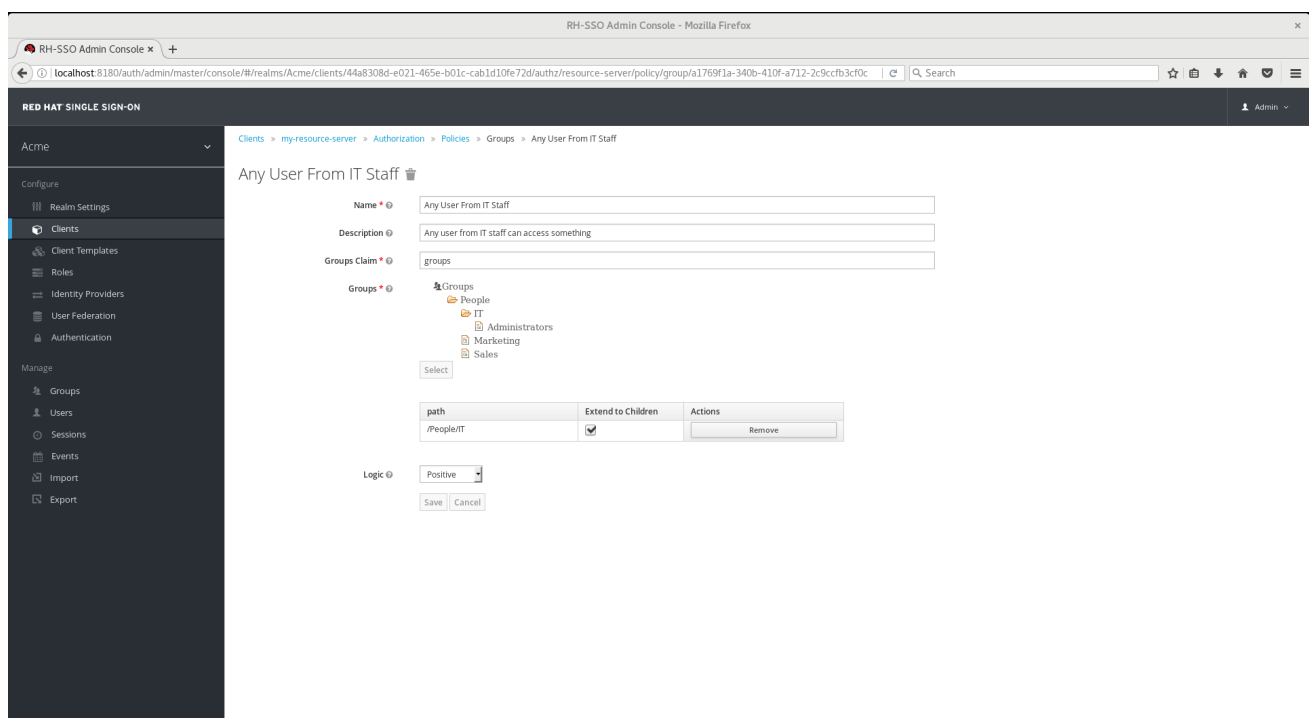 RH-SSO Admin Console - Mozilla Firefox
RH-SSO Admin Console
localhost:8180/auth/admin/master/console/#/realms/Acme/clients/44a8308d-e021-465e-b01c-cab1d10fe72d/authz/resource-server/policy/group/a1769f1a-340b-410f-a712-2c9ccfb3cf0c
Search
RED HAT SINGLE SIGN-ON
Admin
Acme
Clients » my-resource-server » Authorization » Policies » Groups » Any User From IT Staff
Any User From IT Staff
Configure
Realm Settings
Clients
Client Templates
Roles
Identity Providers
User Federation
Authentication
Manage
Groups
Users
Sessions
Events
Import
Export
Name * Any User From IT Staff
Description Any user from IT staff can access something
Groups Claim * groups
Groups * Groups
People
IT
Administrators
Marketing
Sales
Select
path Extend to Children Actions
/People/IT Remove
Logic Positive
Save Cancel